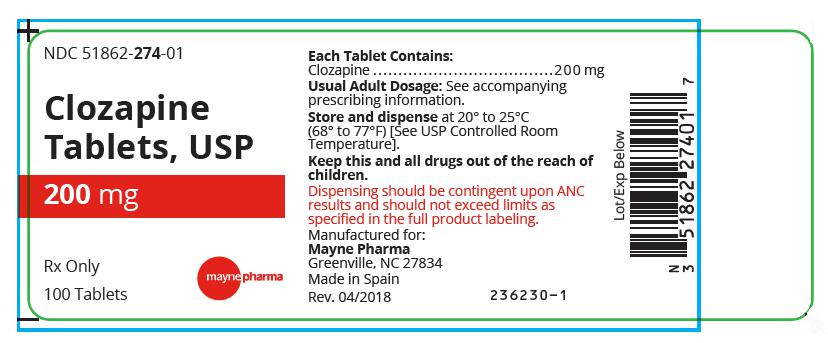 NDC 51862-274-01
Clozapine
Tablets, USP
200 mg
Rx Only
100 Tablets
mayne pharma
Each Tablet Contains:
Clozapine ....................................200 mg
Usual Adult Dosage: See accompanying
prescribing information.
Store and dispense at 20° to 25°C
(68° to 77°F) [See USP Controlled Room
Temperature].
Keep this and all drugs out of the reach of
children.
Dispensing should be contingent upon ANC
results and should not exceed limits as
specified in the full product labeling.
Manufactured for:
Mayne Pharma
Greenville, NC 27834
Made in Spain
Rev. 04/2018
236230-1
Lot/Exp Below
N
3
51862 27401
7